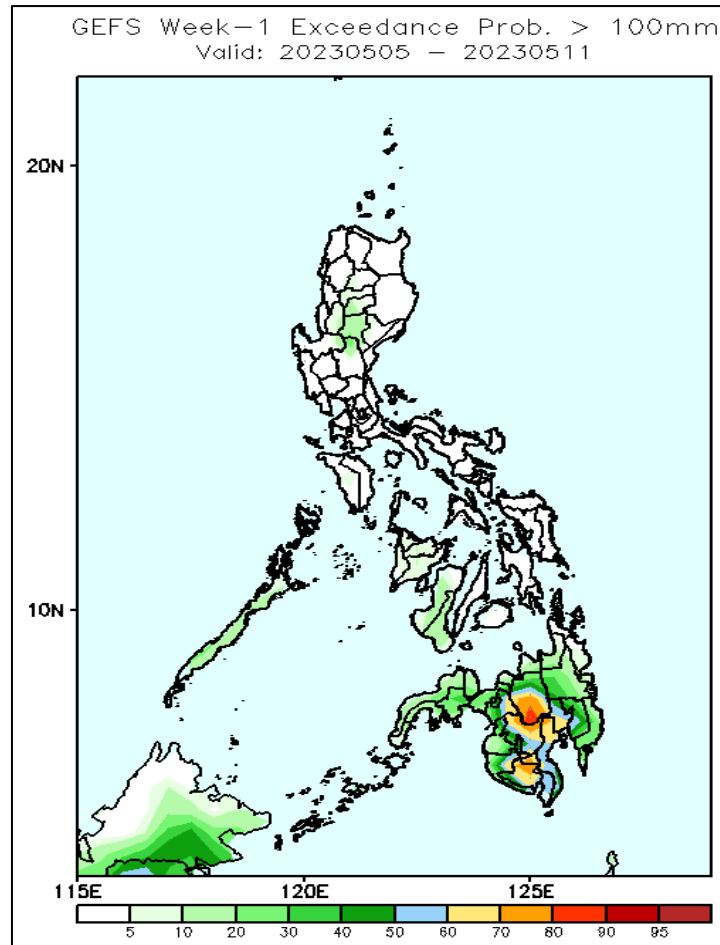 GEFS Week-1 Exceedance Prob. > 100mm
Valid: 20230505 - 20230511
20N
10N
115E 120E 125E
5 10 20 30 40 50 60 70 80 90 95